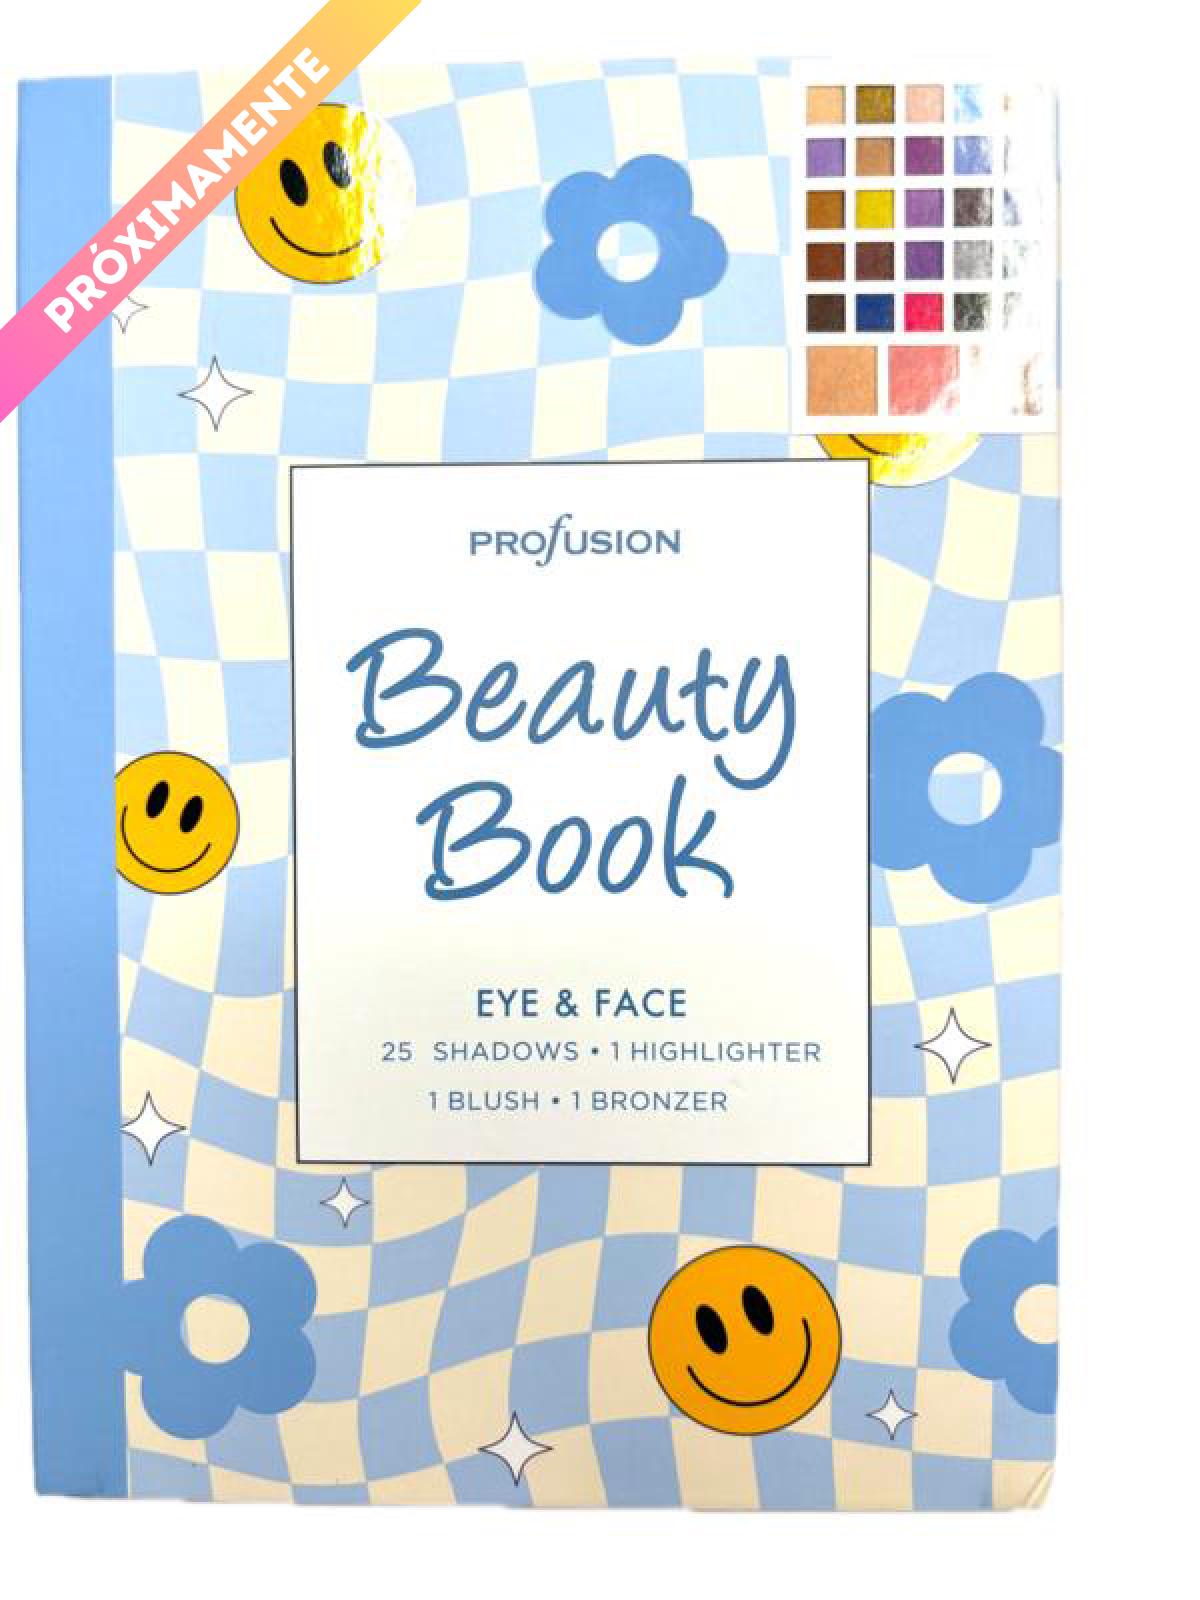 PRÓXIMAMENTE
PROfUSION
Beauty
Book
EYE & FACE
25 SHADOWS • 1 HIGHLIGHTER
1 BLUSH • 1 BRONZER